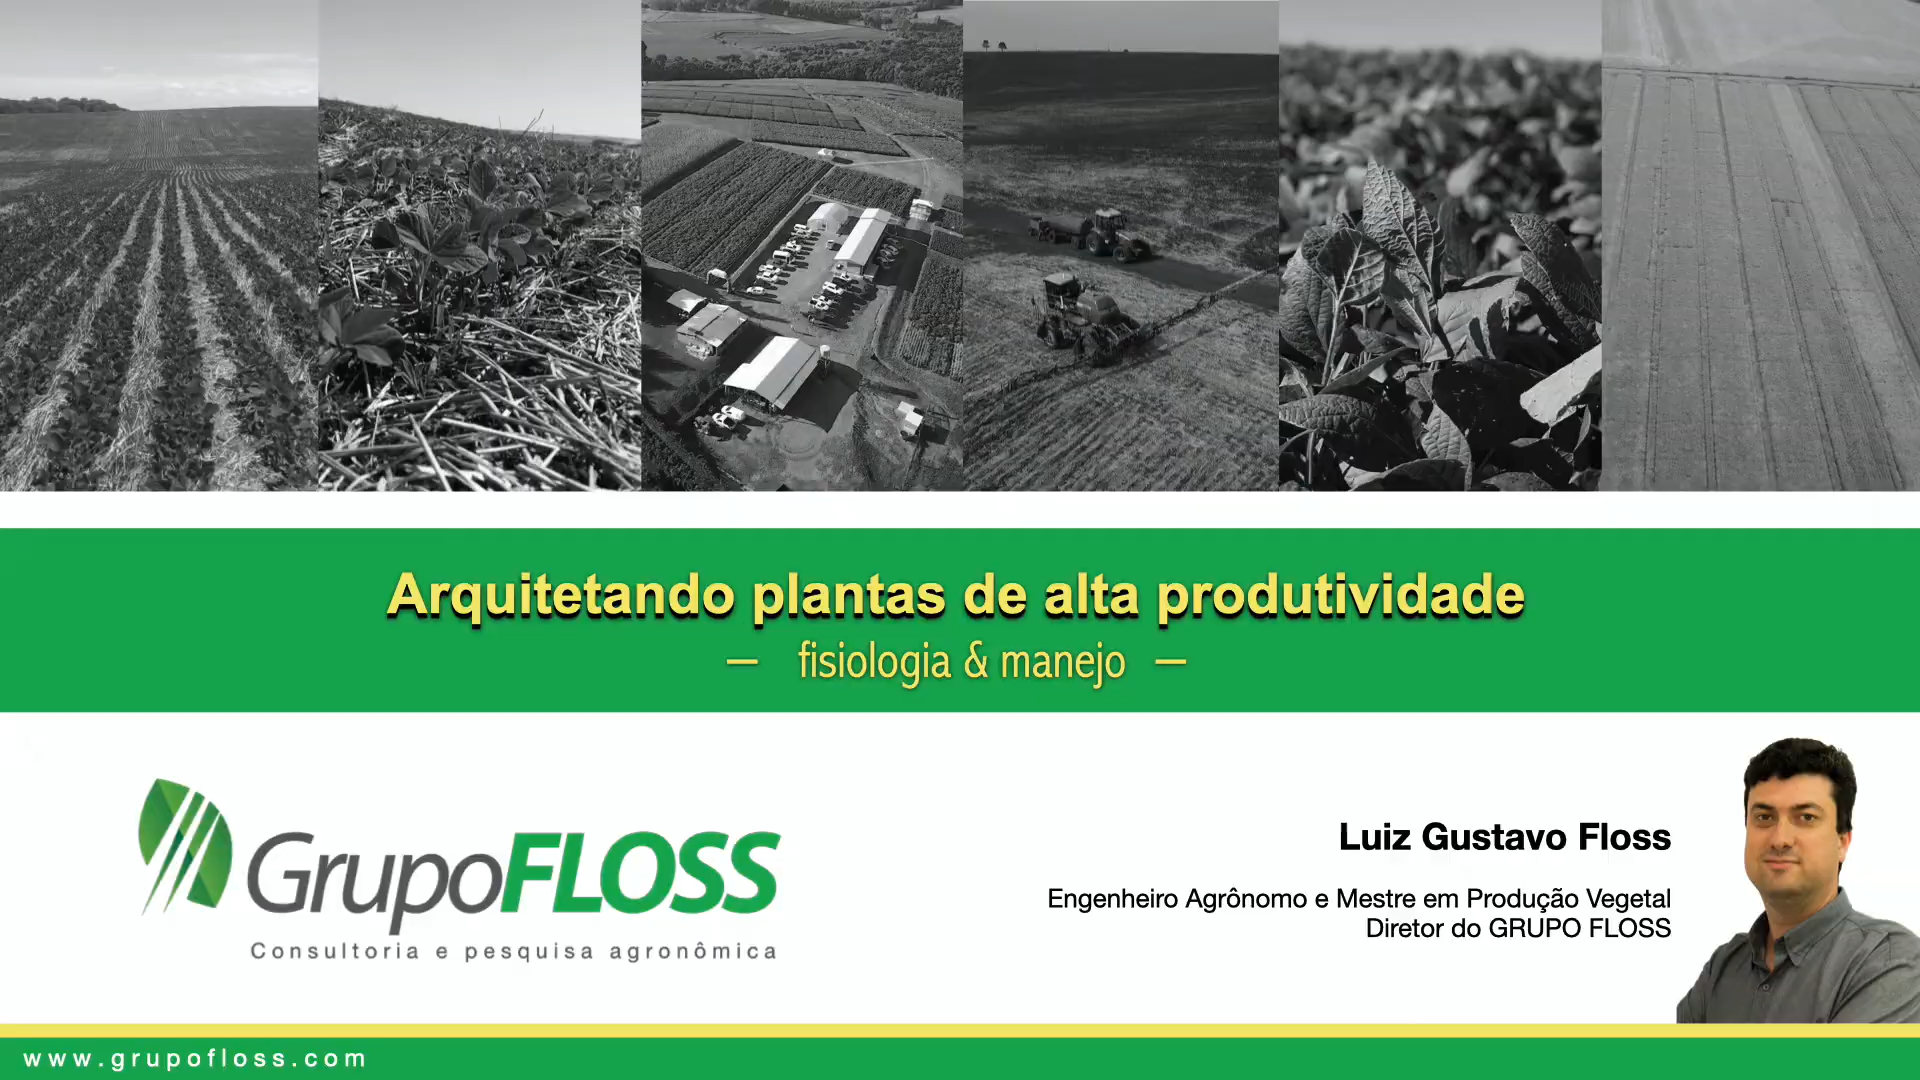 Arquitetando plantas de alta produtividade
— fisiologia & manejo —
GrupoFLOSS
Consultoria e pesquisa agronômica
Luiz Gustavo Floss
Engenheiro Agrônomo e Mestre em Produção Vegetal
Diretor do GRUPO FLOSS
www.grupofloss.com